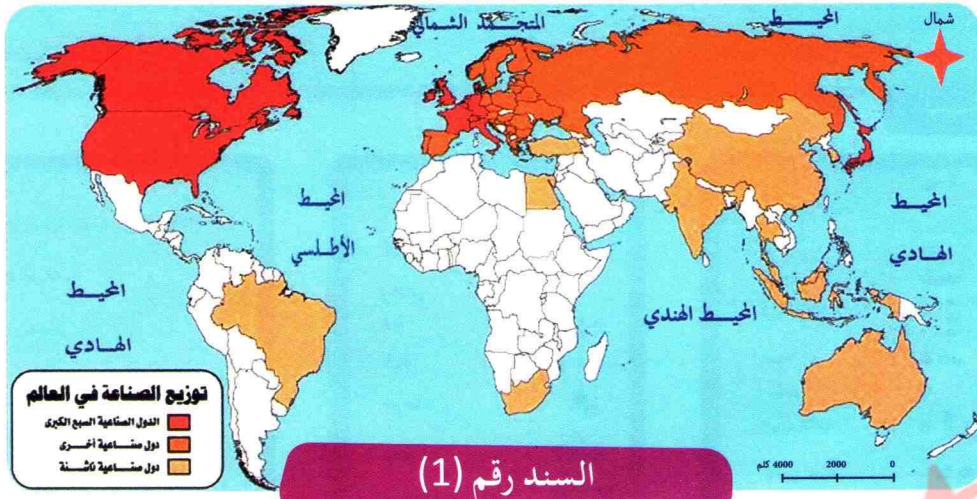 المتجمد الشمالي
المحيط
شمال
المحيط
الأطلسي
المحيط
الهادي
المحيط
الهادي
المحيط الهندي
توزيع الصناعة في العالم
الدول الصناعية السبع الكبرى
دول صناعية أخرى
دول صناعية ناشئة
4000 كلم
2000
0
السند رقم (1)